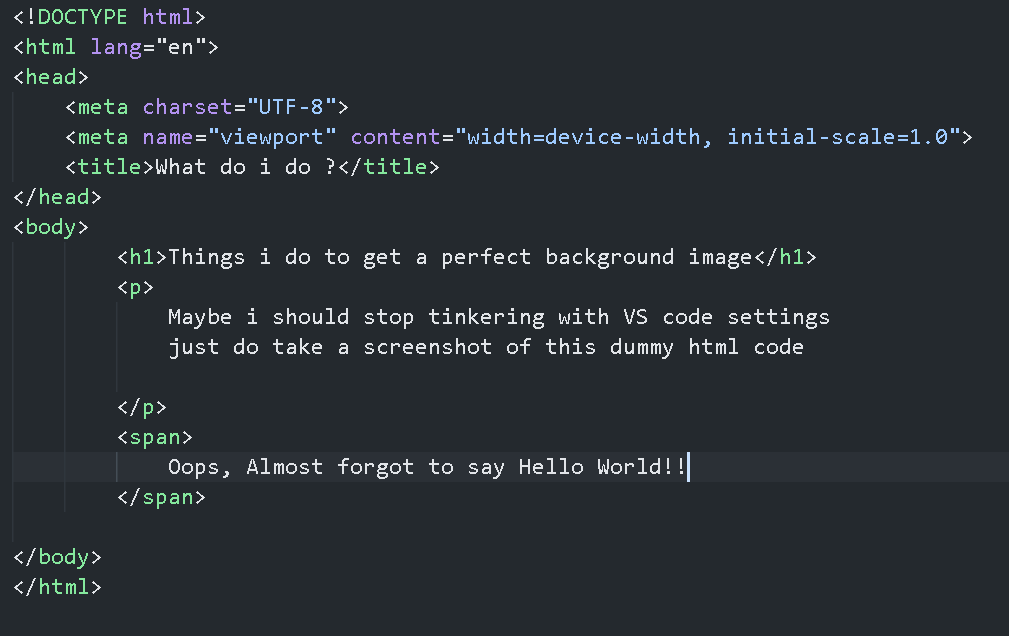 <!DOCTYPE html>
<html lang="en">
<head>
    <meta charset="UTF-8">
    <meta name="viewport" content="width=device-width, initial-scale=1.0">
    <title>What do i do ?</title>
</head>
<body>
        <h1>Things i do to get a perfect background image</h1>
        <p>
            Maybe i should stop tinkering with VS code settings
            just do take a screenshot of this dummy html code
        </p>
        <span>
            Oops, Almost forgot to say Hello World!!
        </span>
</body>
</html>